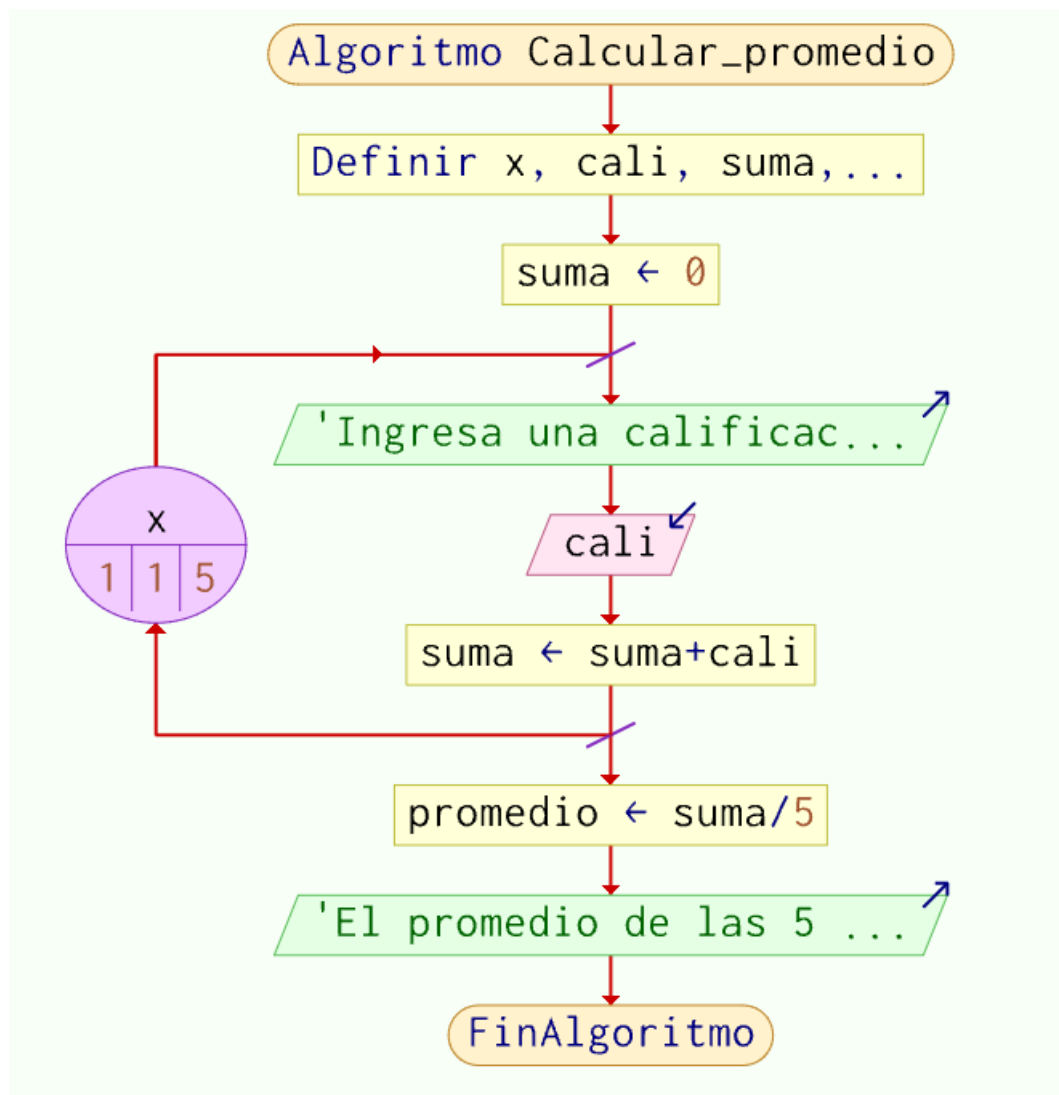 Algoritmo Calcular_promedio
Definir x, cali, suma,...
suma ← 0
'Ingresa una calificac...
cali
x
1 1 5
suma ← suma+cali
promedio ← suma/5
'El promedio de las 5 ...
FinAlgoritmo